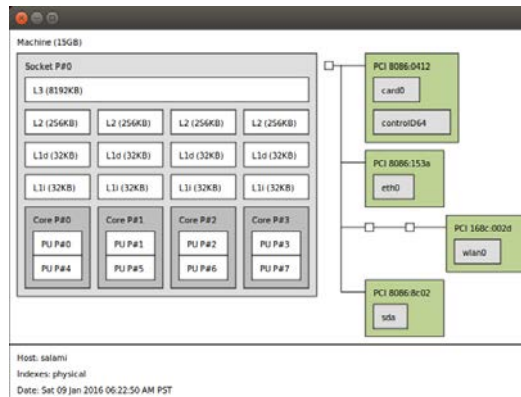 Machine (15GB)
Socket P#0
L3 (8192KB)
L2 (256KB) L2 (256KB) L2 (256KB) L2 (256KB)
L1d (32KB) L1d (32KB) L1d (32KB) L1d (32KB)
L1i (32KB) L1i (32KB) L1i (32KB) L1i (32KB)
Core P#0 Core P#1 Core P#2 Core P#3
PU P#0 PU P#1 PU P#2 PU P#3
PU P#4 PU P#5 PU P#6 PU P#7
PCI 8086:0412
card0
controlD64
PCI 8086:153a
eth0
PCI 168c:002d
wlan0
PCI 8086:8c02
sda
Host: salami
Indexes: physical
Date: Sat 09 Jan 2016 06:22:50 AM PST